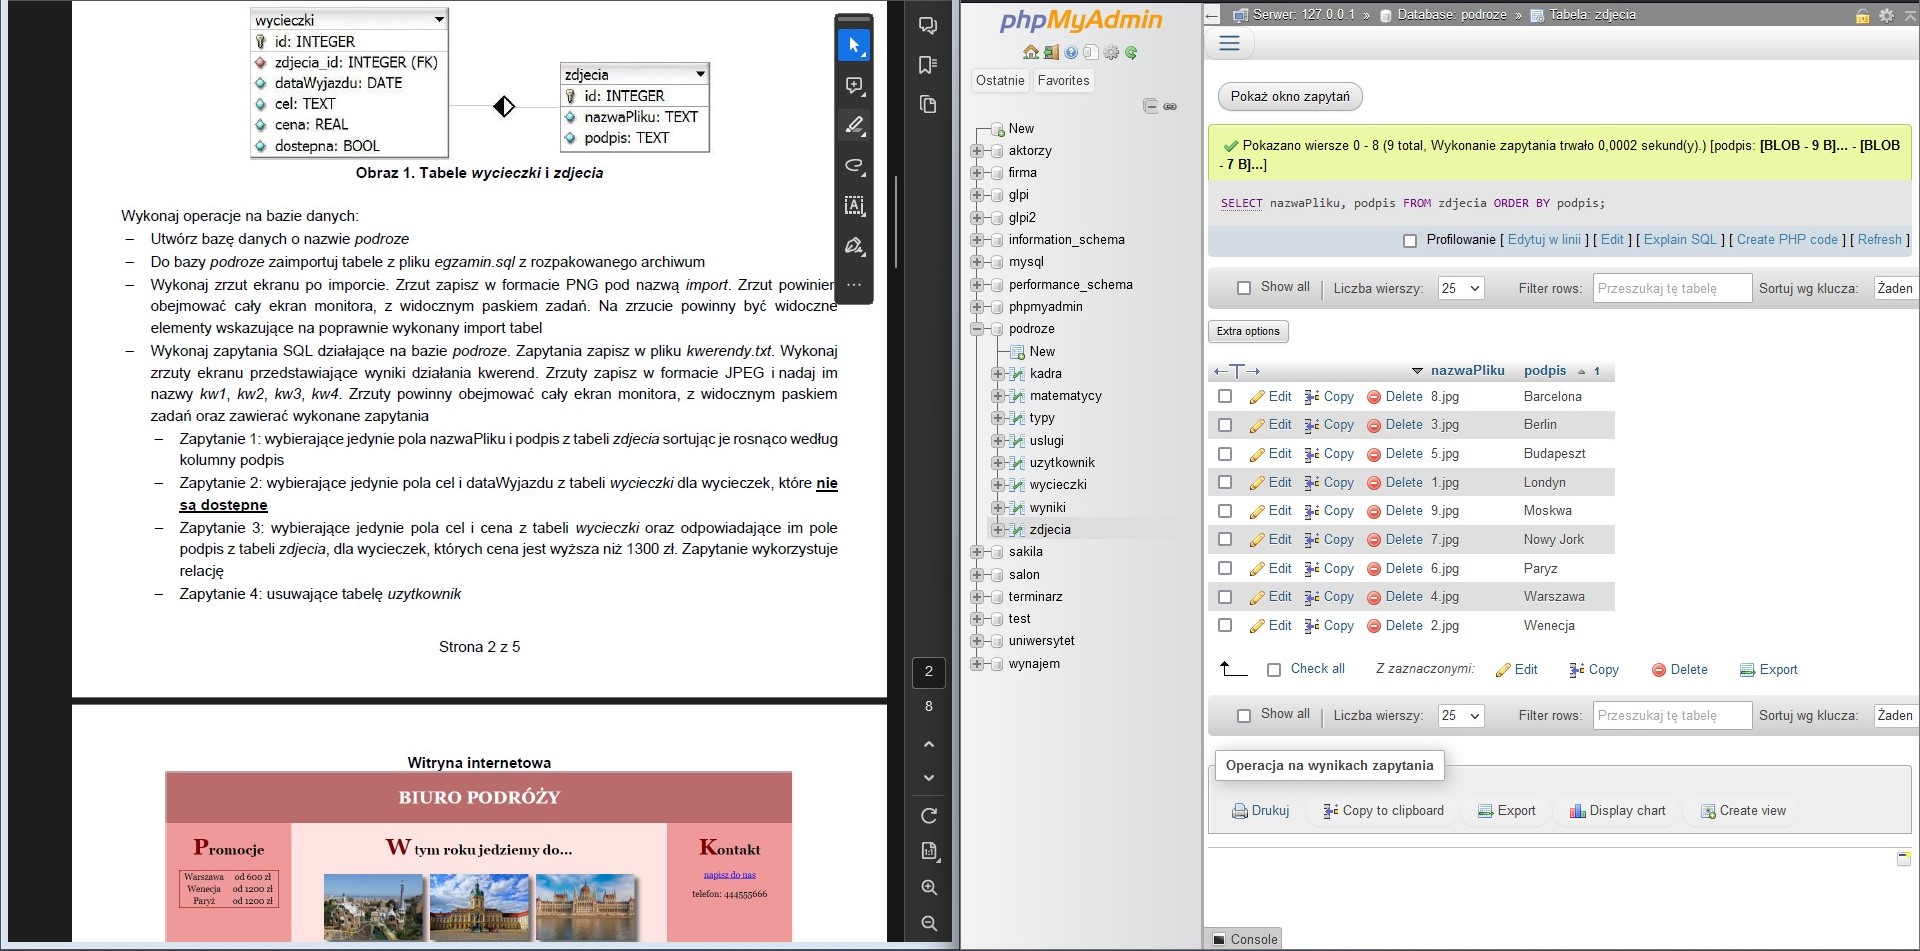 wycieczki
id: INTEGER
zdjecia_id: INTEGER (FK)
dataWyjazdu: DATE
cel: TEXT
cena: REAL
dostepna: BOOL
zdjecia
id: INTEGER
nazwaPliku: TEXT
podpis: TEXT
Obraz 1. Tabele wycieczki i zdjecia
Wykonaj operacje na bazie danych:
– Utwórz bazę danych o nazwie podroze
– Do bazy podroze zaimportuj tabele z pliku egzamin.sql z rozpakowanego archiwum
– Wykonaj zrzut ekranu po imporcie. Zrzut zapisz w formacie PNG pod nazwą import. Zrzut powinien
obejmować cały ekran monitora, z widocznym paskiem zadań. Na zrzucie powinny być widoczne
elementy wskazujące na poprawnie wykonany import tabel
– Wykonaj zapytania SQL działające na bazie podroze. Zapytania zapisz w pliku kwerendy.txt. Wykonaj
zrzuty ekranu przedstawiające wyniki działania kwerend. Zrzuty zapisz w formacie JPEG i nadaj im
nazwy kw1, kw2, kw3, kw4. Zrzuty powinny obejmować cały ekran monitora, z widocznym paskiem
zadań oraz zawierać wykonane zapytania
– Zapytanie 1: wybierające jedynie pola nazwaPliku i podpis z tabeli zdjecia sortując je rosnąco według
kolumny podpis
– Zapytanie 2: wybierające jedynie pola cel i dataWyjazdu z tabeli wycieczki dla wycieczek, które nie
są dostępne
– Zapytanie 3: wybierające jedynie pola cel i cena z tabeli wycieczki oraz odpowiadające im pole
podpis z tabeli zdjecia, dla wycieczek, których cena jest wyższa niż 1300 zł. Zapytanie wykorzystuje
relację
– Zapytanie 4: usuwające tabelę uzytkownik
Strona 2 z 5
Witryna internetowa
BIURO PODRÓŻY
Promocje
Warszawa od 600 zł
Wenecja od 1200 zł
Paryż od 1200 zł
W tym roku jedziemy do...
Kontakt
napisz do nas
telefon: 444555666
2
8
phpMyAdmin
Ostatnie Favorites
New
aktorzy
firma
glpi
glpi2
information_schema
mysql
performance_schema
phpmyadmin
podroze
New
kadra
matematycy
typy
uslugi
uzytkownik
wycieczki
wyniki
zdjecia
sakila
salon
terminarz
test
uniwersytet
wynajem
Serwer: 127.0.0.1 » Database: podroze » Tabela: zdjecia
Pokaż okno zapytań
Pokazano wiersze 0 - 8 (9 total, Wykonanie zapytania trwało 0,0002 sekund(y).) [podpis: [BLOB - 9 B]... - [BLOB
- 7 B]...]
SELECT nazwaPliku, podpis FROM zdjecia ORDER BY podpis;
Profilowanie [ Edytuj w linii ] [ Edit ] [ Explain SQL ] [ Create PHP code ] [ Refresh ]
Show all | Liczba wierszy: 25 Filter rows: Przeszukaj tę tabelę Sortuj wg klucza: Żaden
Extra options
nazwaPliku podpis 1
Edit Copy Delete 8.jpg Barcelona
Edit Copy Delete 3.jpg Berlin
Edit Copy Delete 5.jpg Budapeszt
Edit Copy Delete 1.jpg Londyn
Edit Copy Delete 9.jpg Moskwa
Edit Copy Delete 7.jpg Nowy Jork
Edit Copy Delete 6.jpg Paryz
Edit Copy Delete 4.jpg Warszawa
Edit Copy Delete 2.jpg Wenecja
Check all Z zaznaczonymi: Edit Copy Delete Export
Show all | Liczba wierszy: 25 Filter rows: Przeszukaj tę tabelę Sortuj wg klucza: Żaden
Operacja na wynikach zapytania
Drukuj Copy to clipboard Export Display chart Create view
Console